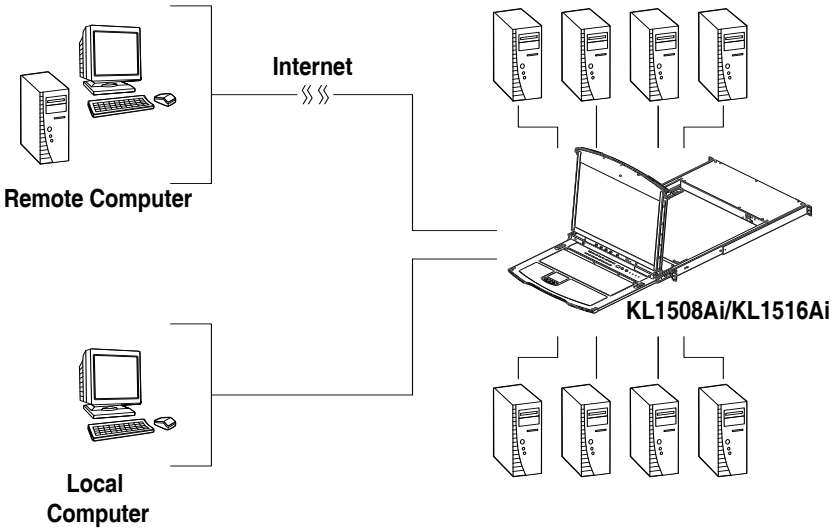 Internet
Remote Computer
KL1508Ai/KL1516Ai
Local
Computer